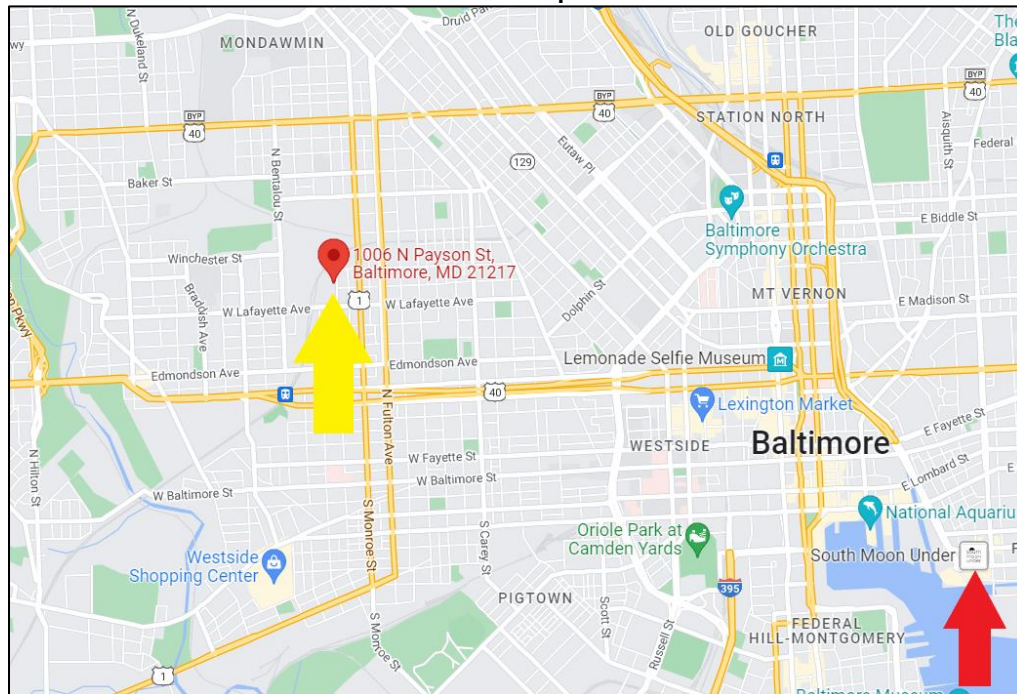 N Dukeland St
Druid
MONDAWMIN
OLD GOUCHER
The
Bla
BYP
40
BYP
40
BYP
40
STATION NORTH
Aisquith St
Federal
N Bentalou St
Eutaw Pl
129
Baker St
Baltimore
Symphony Orchestra
E Biddle St
Winchester St
1006 N Payson St,
Baltimore, MD 21217
Braddish Ave
W Lafayette Ave
1
W Lafayette Ave
Dolphin St
MT VERNON
E Madison St
Pkwy
Edmondson Ave
Edmondson Ave
Lemonade Selfie Museum
40
N Fulton Ave
Lexington Market
WESTSIDE
Baltimore
E Fayette St
N Hilton St
W Fayette St
W Baltimore St
W Baltimore St
E Lombard St
National Aquariu
S Monroe St
S Carey St
Oriole Park at
Camden Yards
South Moon Under
Westside
Shopping Center
395
PIGTOWN
Scott St
Russell St
FEDERAL
HILL-MONTGOMERY
S Monroe St
1
Baltimore Museum